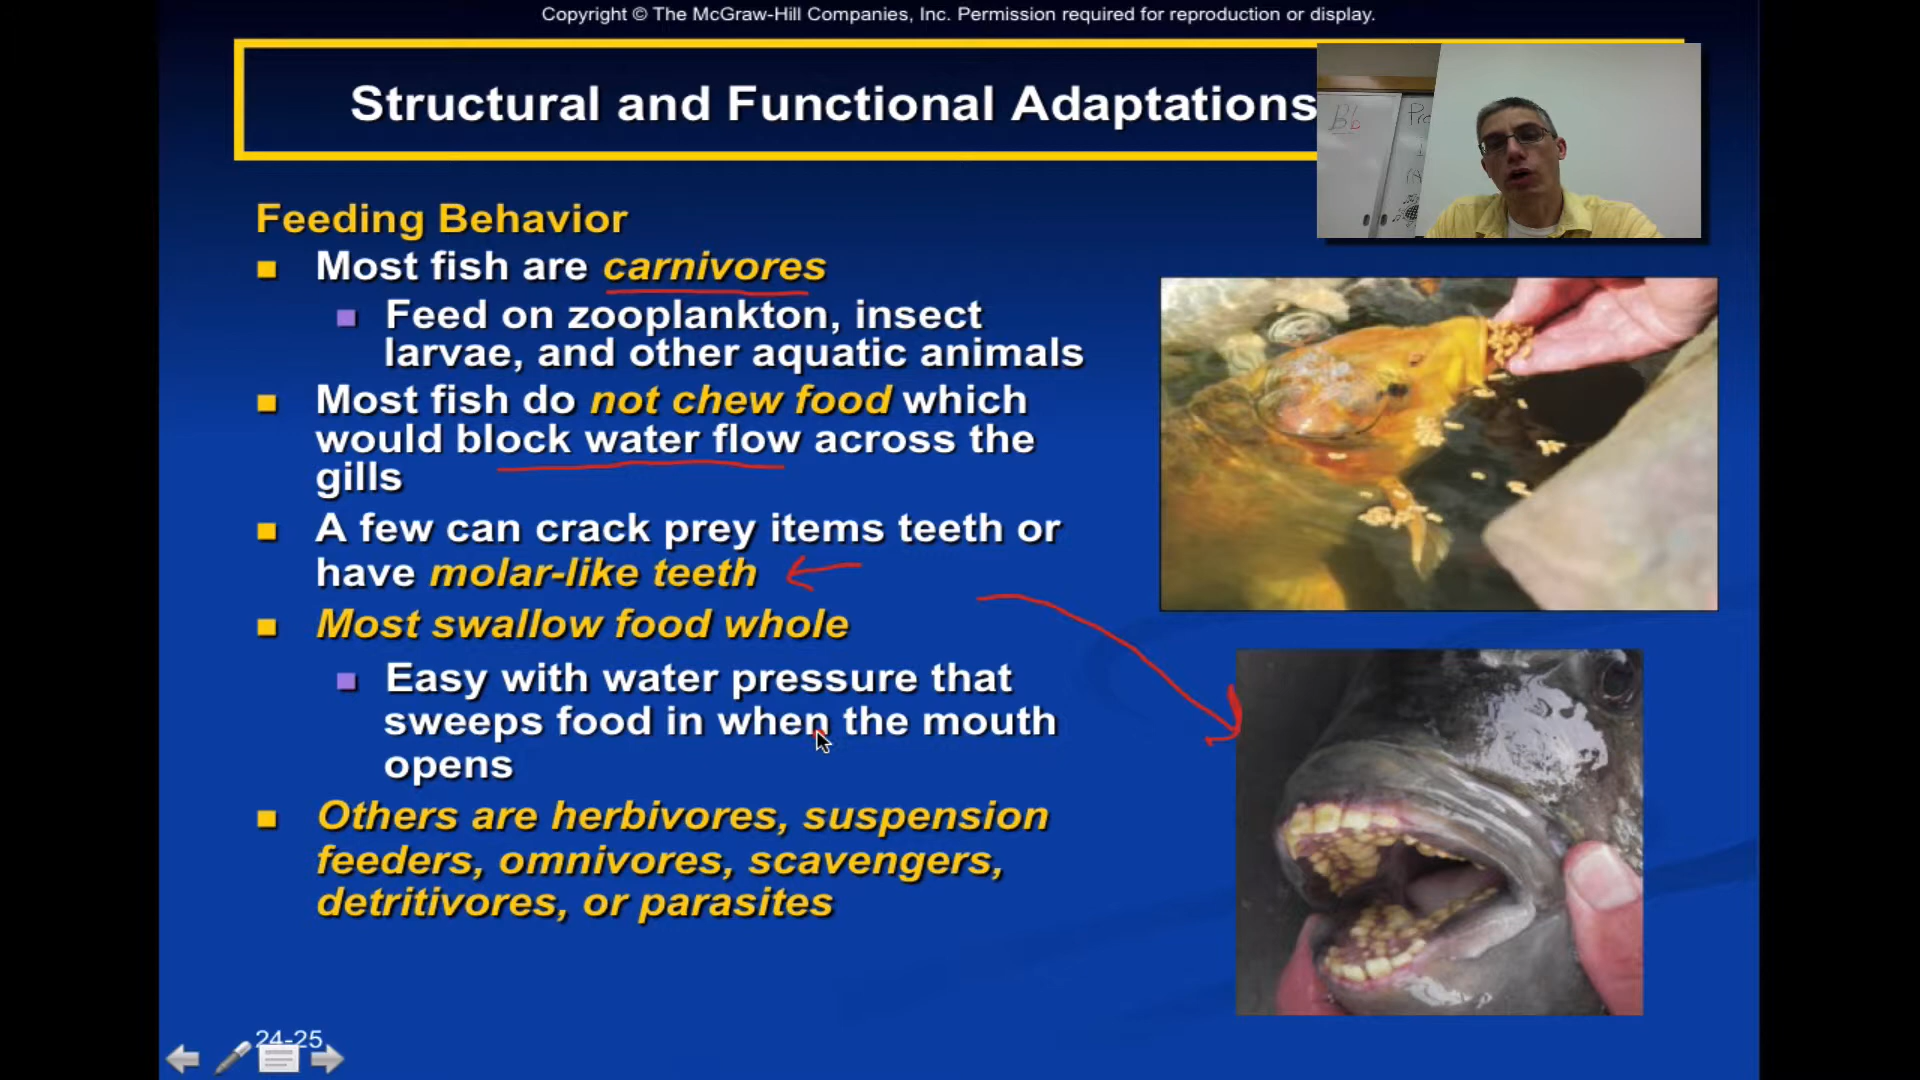 Copyright © The McGraw-Hill Companies, Inc. Permission required for reproduction or display.
Structural and Functional Adaptations
Bb
Feeding Behavior
Most fish are carnivores
Feed on zooplankton, insect
larvae, and other aquatic animals
Most fish do not chew food which
would block water flow across the
gills
A few can crack prey items teeth or
have molar-like teeth
Most swallow food whole
Easy with water pressure that
sweeps food in when the mouth
opens
Others are herbivores, suspension
feeders, omnivores, scavengers,
detritivores, or parasites
24-25